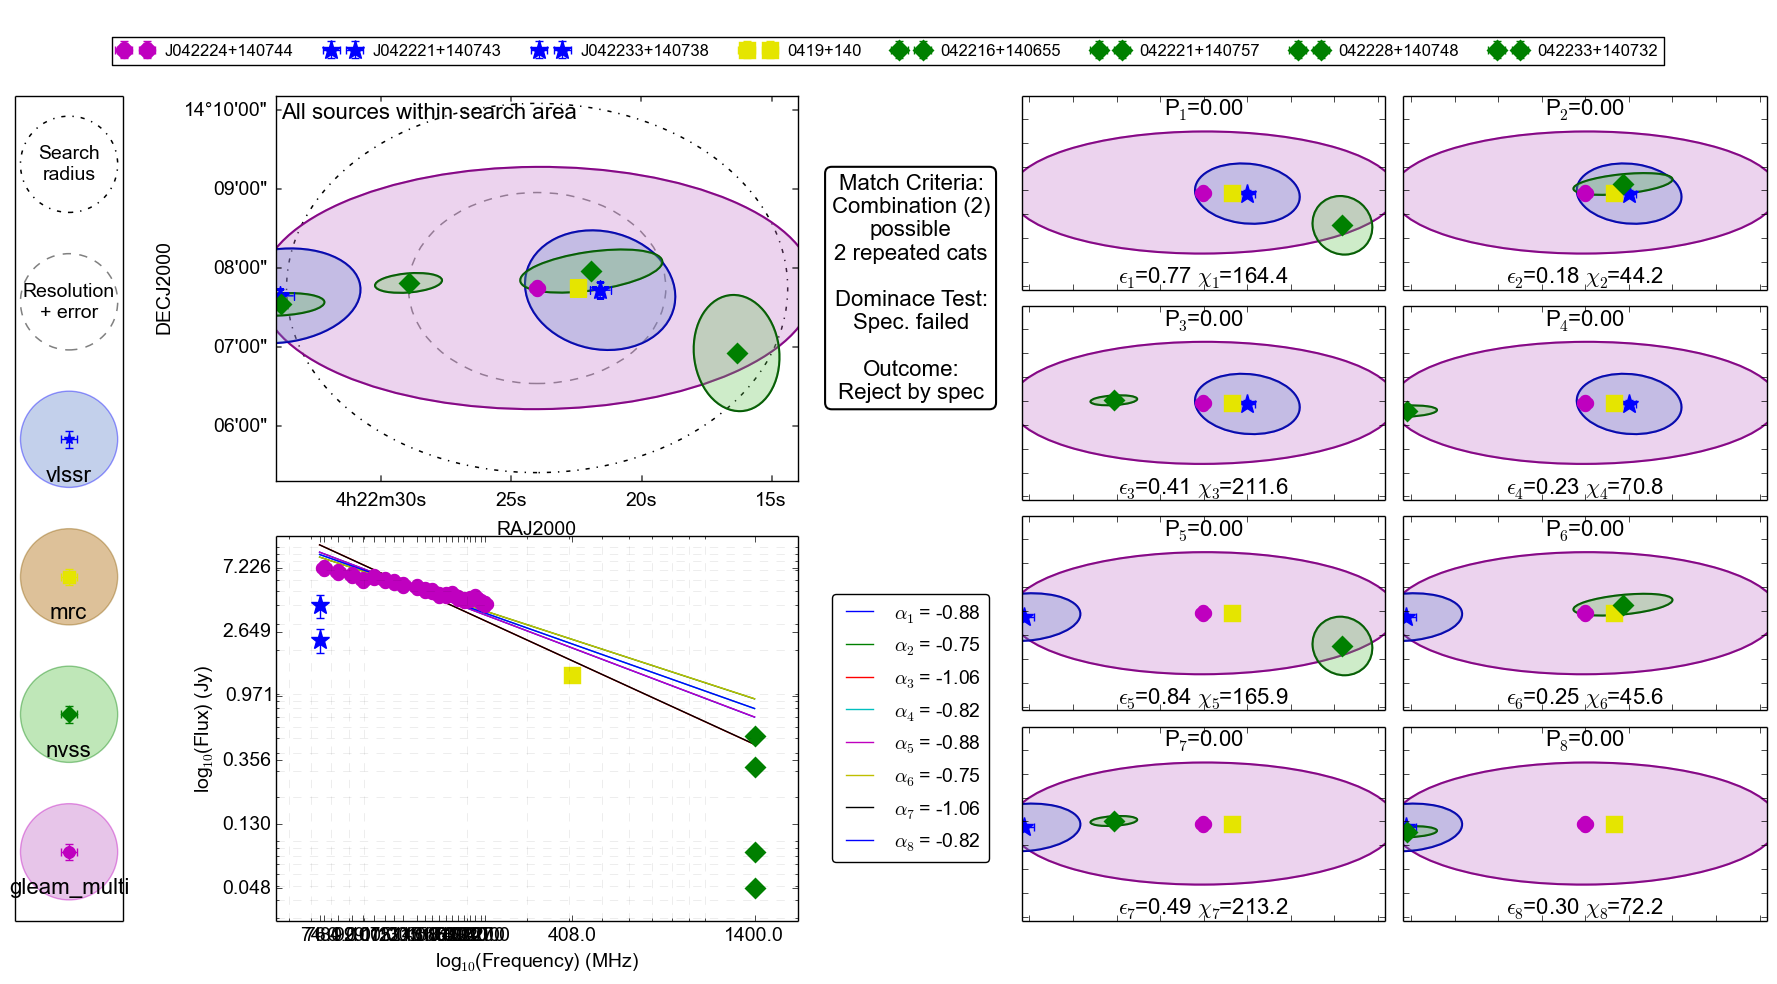 J042224+140744 J042221+140743 J042233+140738 0419+140 042216+140655 042221+140757 042228+140748 042233+140732
Search
radius
Resolution
+ error
vlssr
mrc
nvss
gleam_multi
All sources within search area
14°10'00"
09'00"
08'00"
07'00"
06'00"
DECJ2000
4h22m30s 25s 20s 15s
RAJ2000
Match Criteria:
Combination (2)
possible
2 repeated cats
Dominace Test:
Spec. failed
Outcome:
Reject by spec
7.226
2.649
0.971
0.356
0.130
0.048
log₁₀(Flux) (Jy)
408.0 1400.0
log₁₀(Frequency) (MHz)
α₁ = -0.88
α₂ = -0.75
α₃ = -1.06
α₄ = -0.82
α₅ = -0.88
α₆ = -0.75
α₇ = -1.06
α₈ = -0.82
P₁=0.00
ϵ₁=0.77 χ₁=164.4
P₂=0.00
ϵ₂=0.18 χ₂=44.2
P₃=0.00
ϵ₃=0.41 χ₃=211.6
P₄=0.00
ϵ₄=0.23 χ₄=70.8
P₅=0.00
ϵ₅=0.84 χ₅=165.9
P₆=0.00
ϵ₆=0.25 χ₆=45.6
P₇=0.00
ϵ₇=0.49 χ₇=213.2
P₈=0.00
ϵ₈=0.30 χ₈=72.2